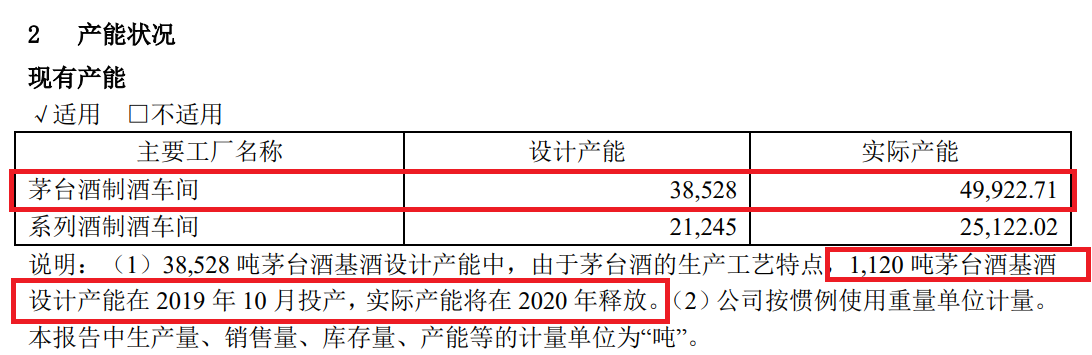 2 产能状况
现有产能
√适用 □不适用
主要工厂名称 设计产能 实际产能
茅台酒制酒车间 38,528 49,922.71
系列酒制酒车间 21,245 25,122.02
说明：（1）38,528 吨茅台酒基酒设计产能中，由于茅台酒的生产工艺特点，1,120 吨茅台酒基酒
设计产能在 2019 年 10 月投产，实际产能将在 2020 年释放。（2）公司按惯例使用重量单位计量。
本报告中生产量、销售量、库存量、产能等的计量单位为“吨”。